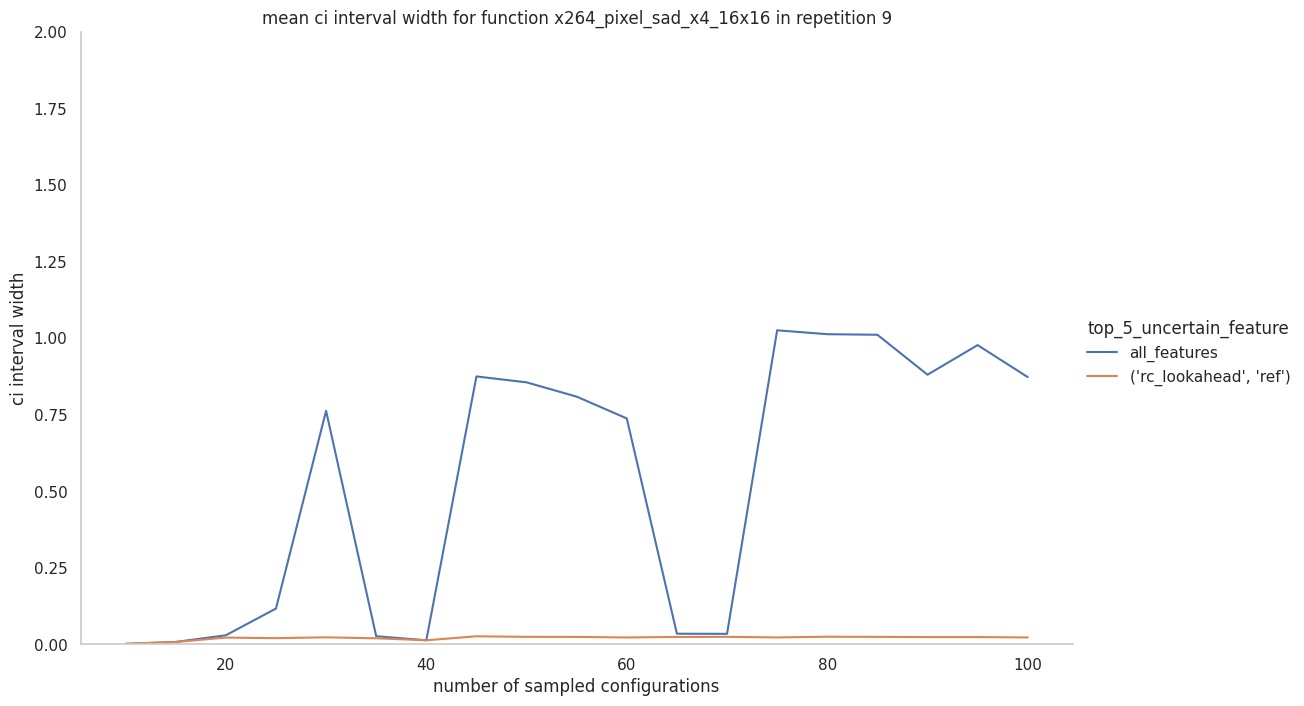 mean ci interval width for function x264_pixel_sad_x4_16x16 in repetition 9
2.00
1.75
1.50
1.25
1.00
0.75
0.50
0.25
0.00
ci interval width
20
40
60
80
100
number of sampled configurations
top_5_uncertain_feature
all_features
('rc_lookahead', 'ref')